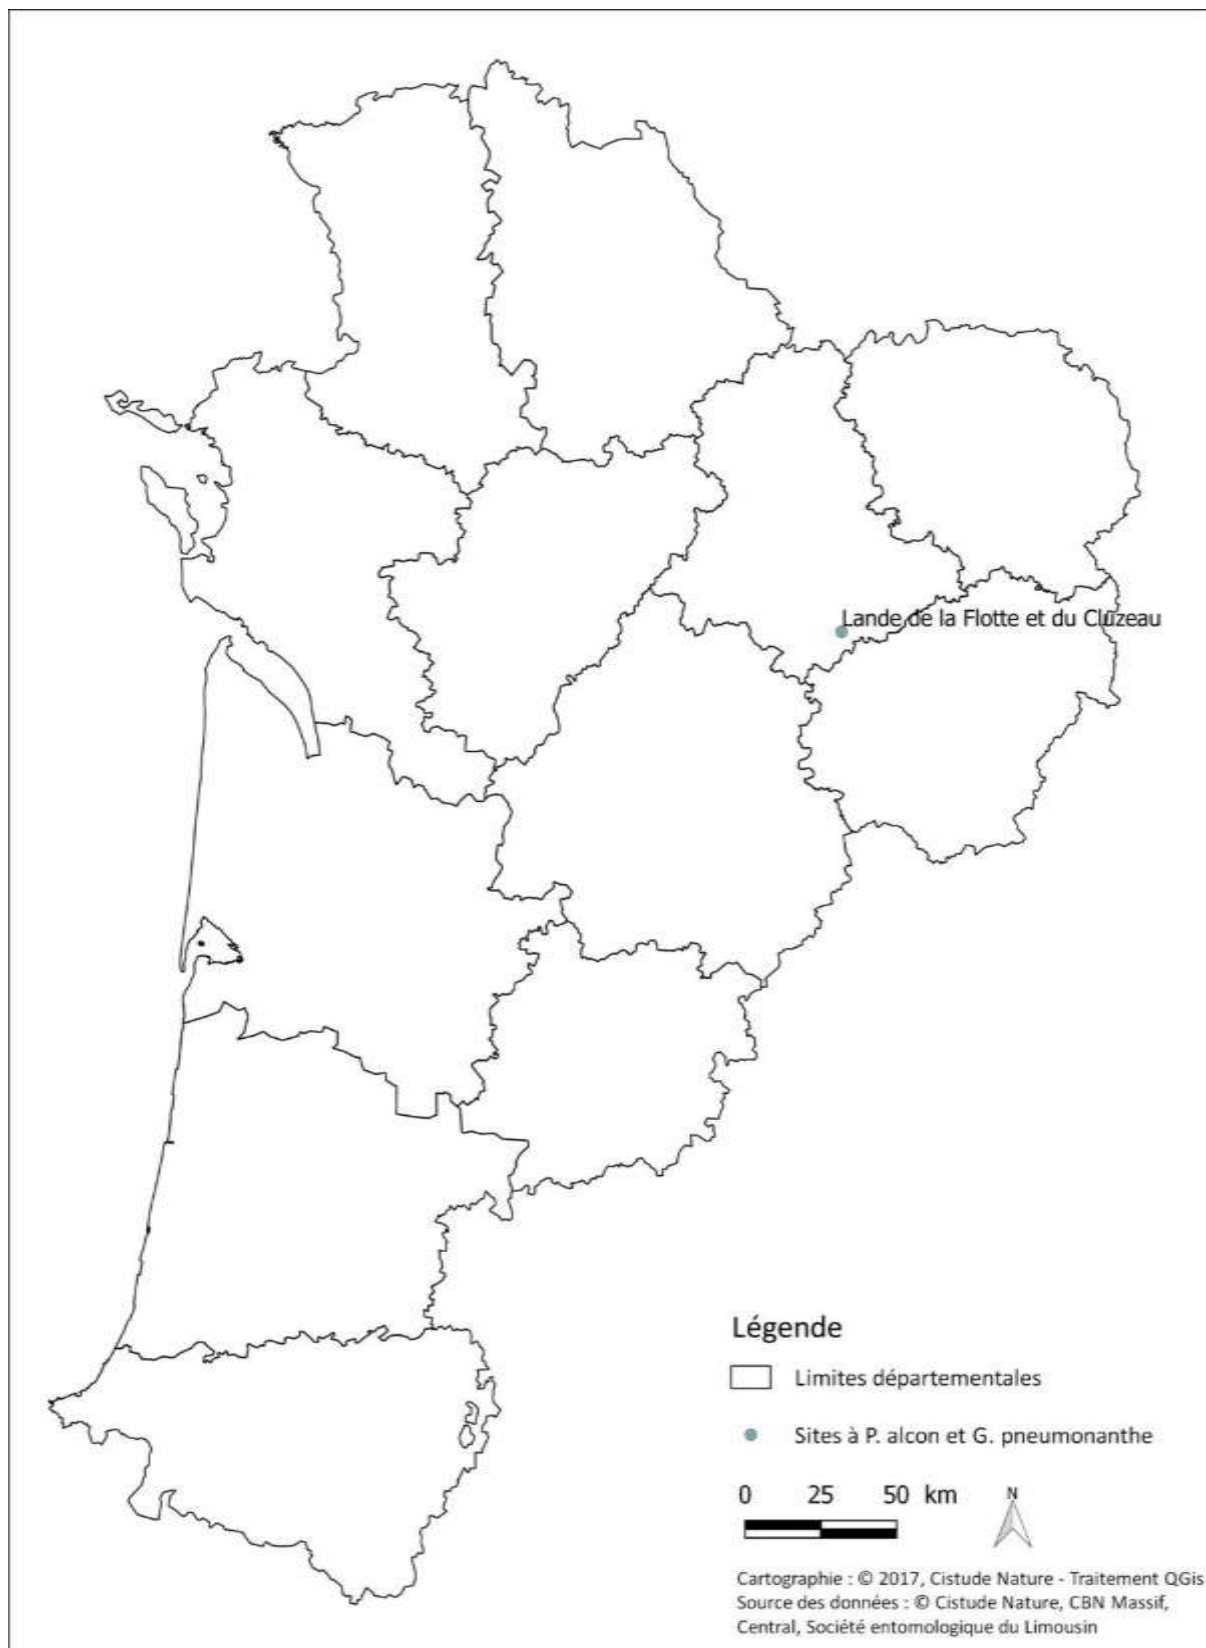 Lande de la Flotte et du Cluzeau
Légende
Limites départementales
Sites à P. alcon et G. pneumonanthe
0 25 50 km
N
Cartographie : © 2017, Cistude Nature - Traitement QGis
Source des données : © Cistude Nature, CBN Massif,
Central, Société entomologique du Limousin